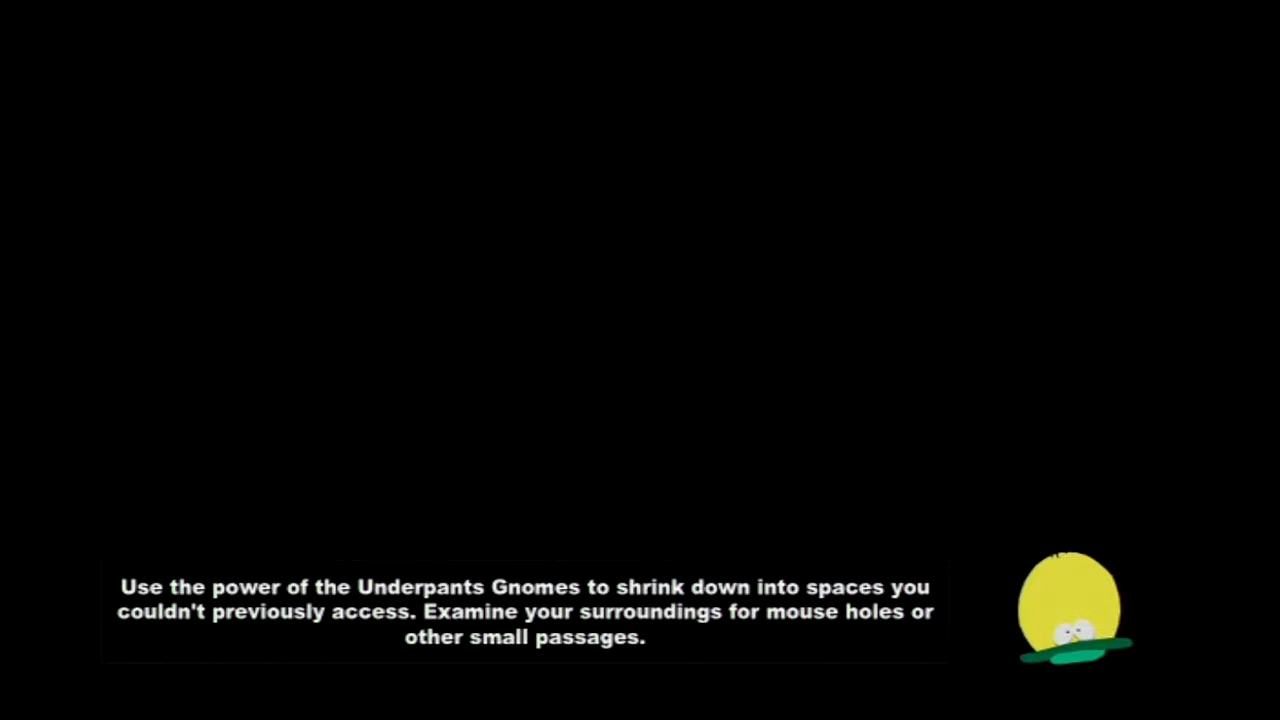 Use the power of the Underpants Gnomes to shrink down into spaces you
couldn't previously access. Examine your surroundings for mouse holes or
other small passages.